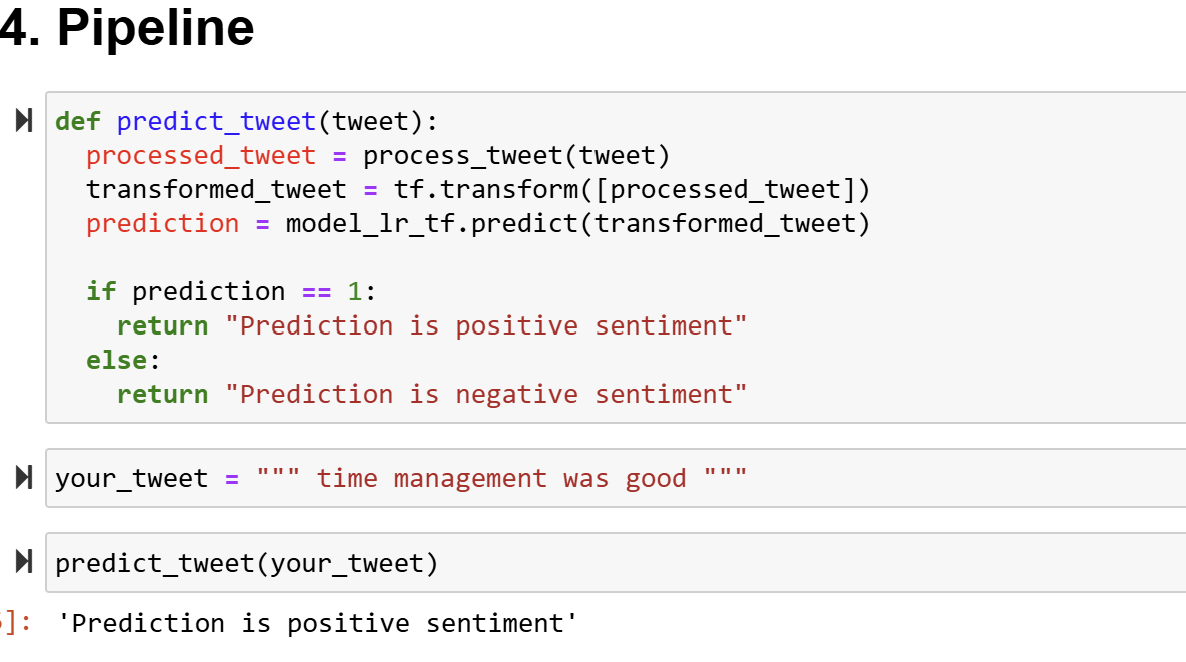 4. Pipeline
def predict_tweet(tweet):
  processed_tweet = process_tweet(tweet)
  transformed_tweet = tf.transform([processed_tweet])
  prediction = model_lr_tf.predict(transformed_tweet)
  if prediction == 1:
    return "Prediction is positive sentiment"
  else:
    return "Prediction is negative sentiment"
your_tweet = """ time management was good """
predict_tweet(your_tweet)
]: 'Prediction is positive sentiment'